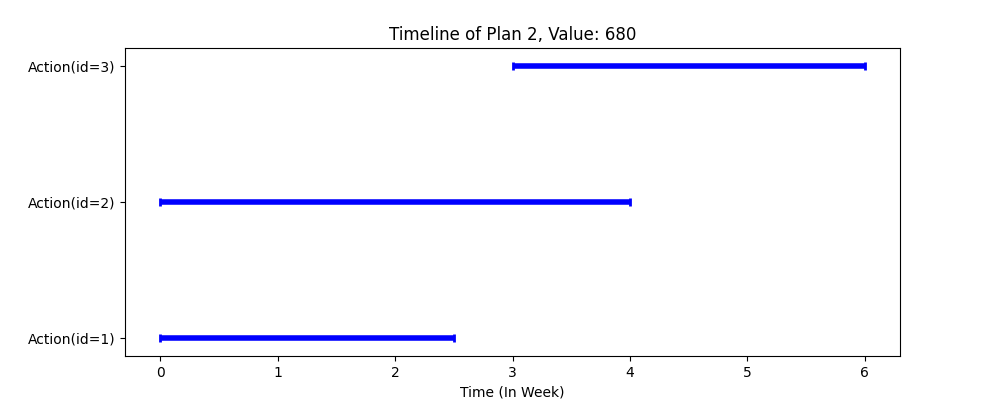 Timeline of Plan 2, Value: 680
Action(id=3)
Action(id=2)
Action(id=1)
0 1 2 3 4 5 6
Time (In Week)